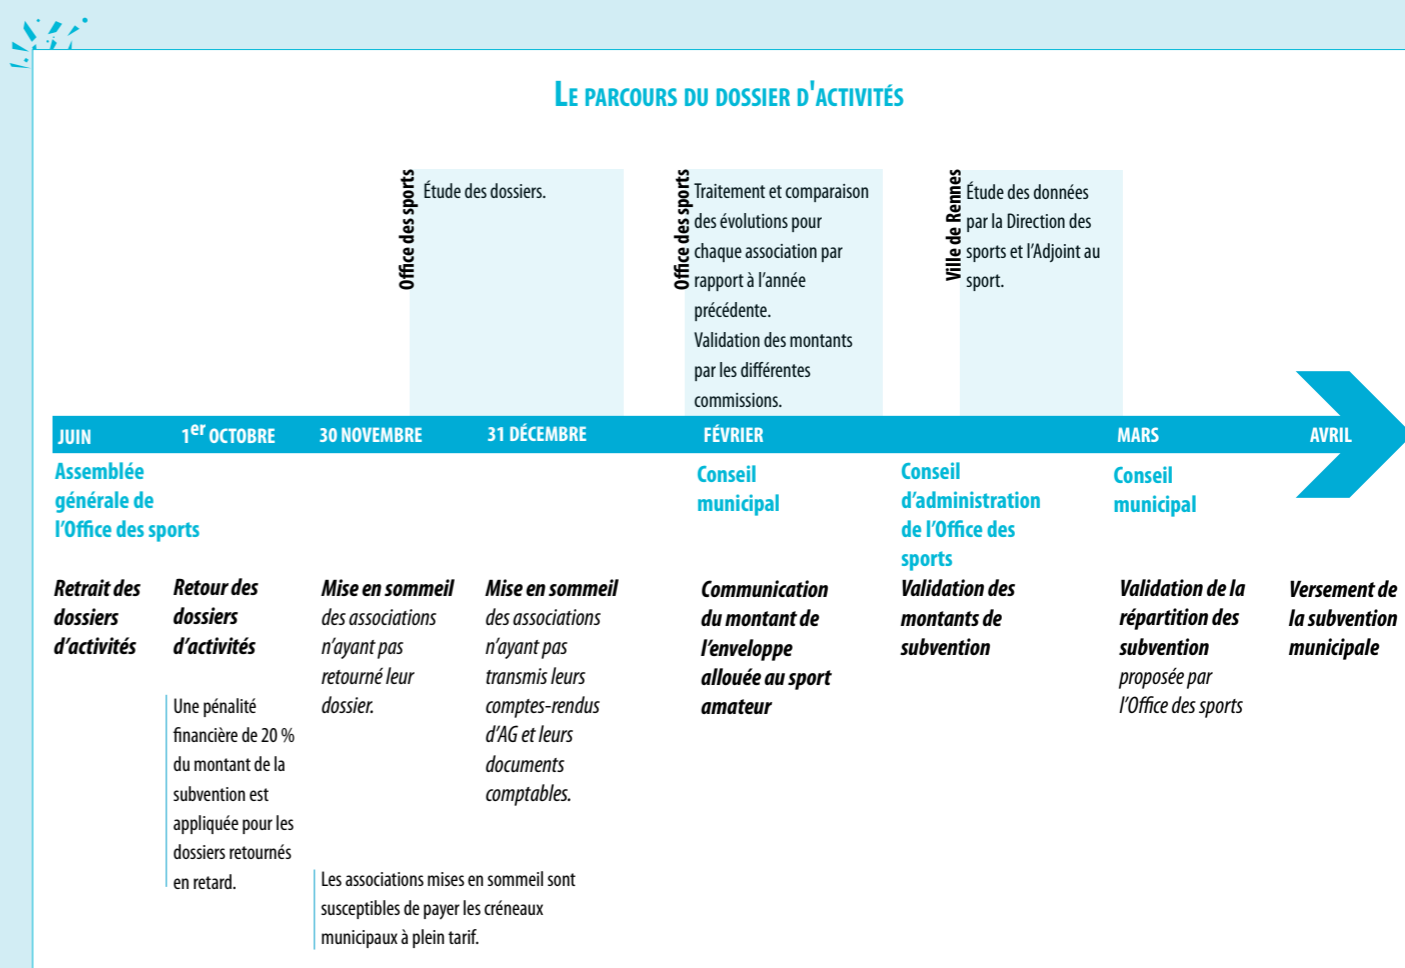 LE PARCOURS DU DOSSIER D'ACTIVITÉS
Office des sports
Étude des dossiers.
Office des sports
Traitement et comparaison
des évolutions pour
chaque association par
rapport à l'année
précédente.
Validation des montants
par les différentes
commissions.
Ville de Rennes
Étude des données
par la Direction des
sports et l'Adjoint au
sport.
JUIN
1er OCTOBRE
30 NOVEMBRE
31 DÉCEMBRE
FÉVRIER
MARS
AVRIL
Assemblée
générale de
l'Office des sports
Conseil
municipal
Conseil
d'administration
de l'Office des
sports
Conseil
municipal
Retrait des
dossiers
d'activités
Retour des
dossiers
d'activités
Une pénalité
financière de 20 %
du montant de la
subvention est
appliquée pour les
dossiers retournés
en retard.
Mise en sommeil
des associations
n'ayant pas
retourné leur
dossier.
Mise en sommeil
des associations
n'ayant pas
transmis leurs
comptes-rendus
d'AG et leurs
documents
comptables.
Les associations mises en sommeil sont
susceptibles de payer les créneaux
municipaux à plein tarif.
Communication
du montant de
l'enveloppe
allouée au sport
amateur
Validation des
montants de
subvention
Validation de la
répartition des
subvention
proposée par
l'Office des sports
Versement de
la subvention
municipale